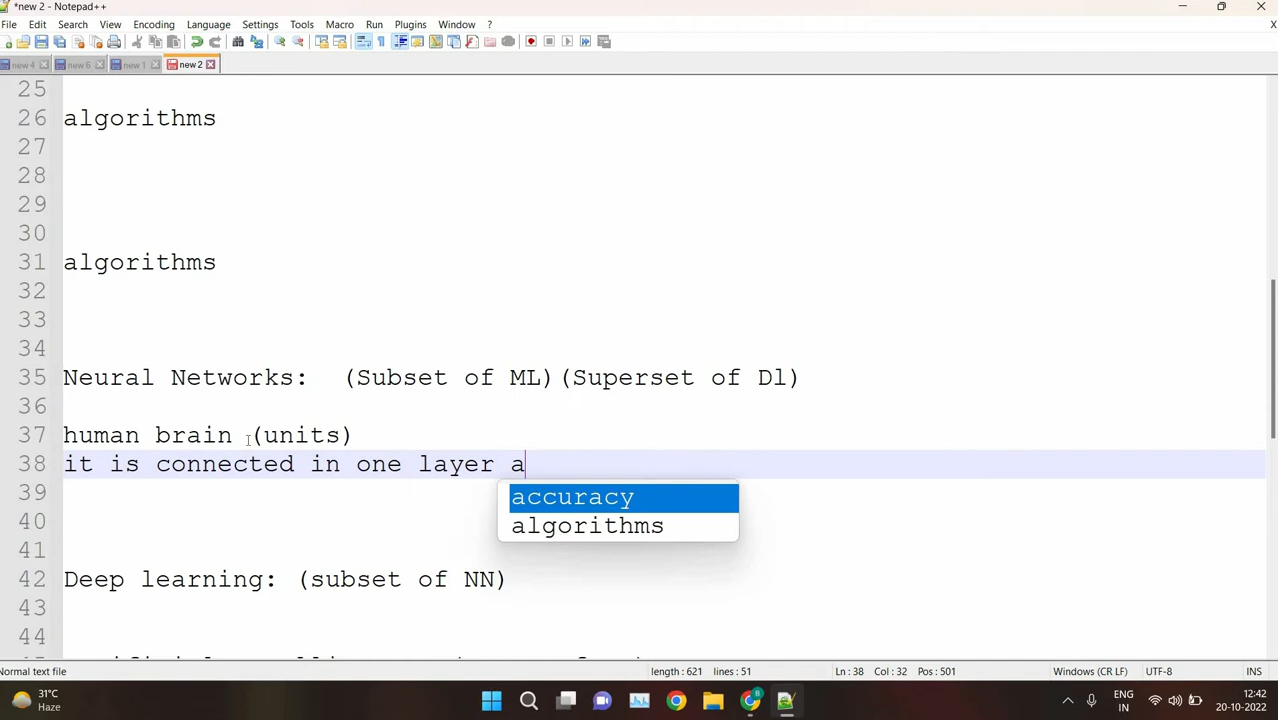 *new 2 - Notepad++
File Edit Search View Encoding Language Settings Tools Macro Run Plugins Window ?
new 4 new 6 new 1 new 2
25
26 algorithms
27
28
29
30
31 algorithms
32
33
34
35 Neural Networks: (Subset of ML)(Superset of Dl)
36
37 human brain (units)
38 it is connected in one layer a
39 accuracy
40 algorithms
41
42 Deep learning: (subset of NN)
43
44
Normal text file length : 621 lines : 51 Ln : 38 Col : 32 Pos : 501 Windows (CR LF) UTF-8 INS
31°C
Haze
ENG
IN
12:42
20-10-2022